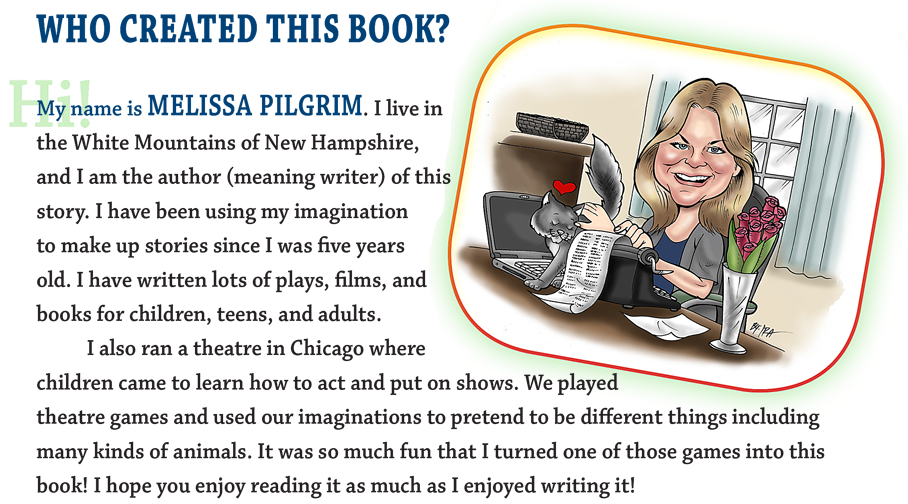 WHO CREATED THIS BOOK?
Hi!
My name is MELISSA PILGRIM. I live in
the White Mountains of New Hampshire,
and I am the author (meaning writer) of this
story. I have been using my imagination
to make up stories since I was five years
old. I have written lots of plays, films, and
books for children, teens, and adults.
I also ran a theatre in Chicago where
children came to learn how to act and put on shows. We played
theatre games and used our imaginations to pretend to be different things including
many kinds of animals. It was so much fun that I turned one of those games into this
book! I hope you enjoy reading it as much as I enjoyed writing it!